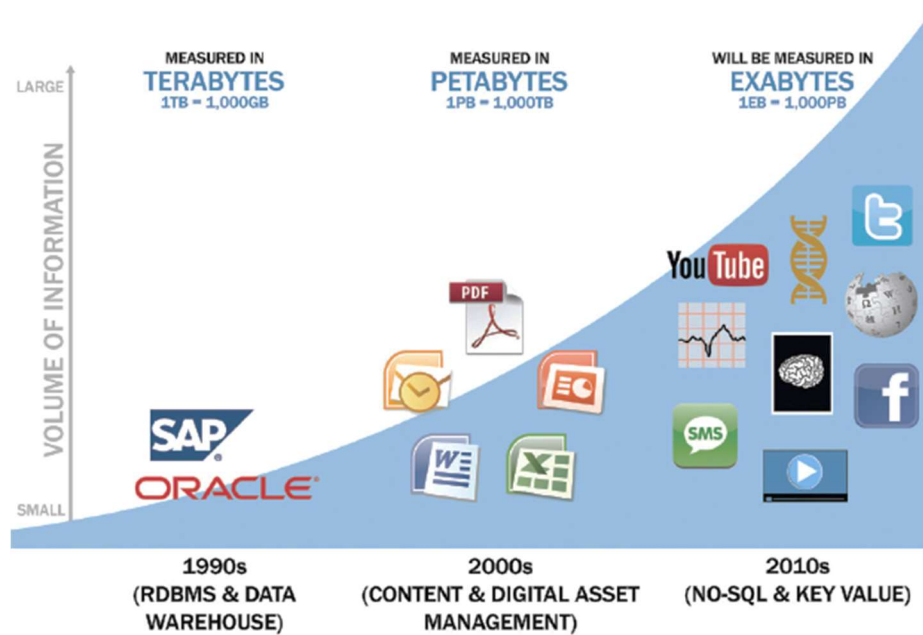 MEASURED IN
TERABYTES
1TB = 1,000GB
MEASURED IN
PETABYTES
1PB = 1,000TB
WILL BE MEASURED IN
EXABYTES
1EB = 1,000PB
LARGE
VOLUME OF INFORMATION
SMALL
SAP
ORACLE
PDF
W
X
YouTube
t
Ω W И
f
SMS
1990s
(RDBMS & DATA
WAREHOUSE)
2000s
(CONTENT & DIGITAL ASSET
MANAGEMENT)
2010s
(NO-SQL & KEY VALUE)